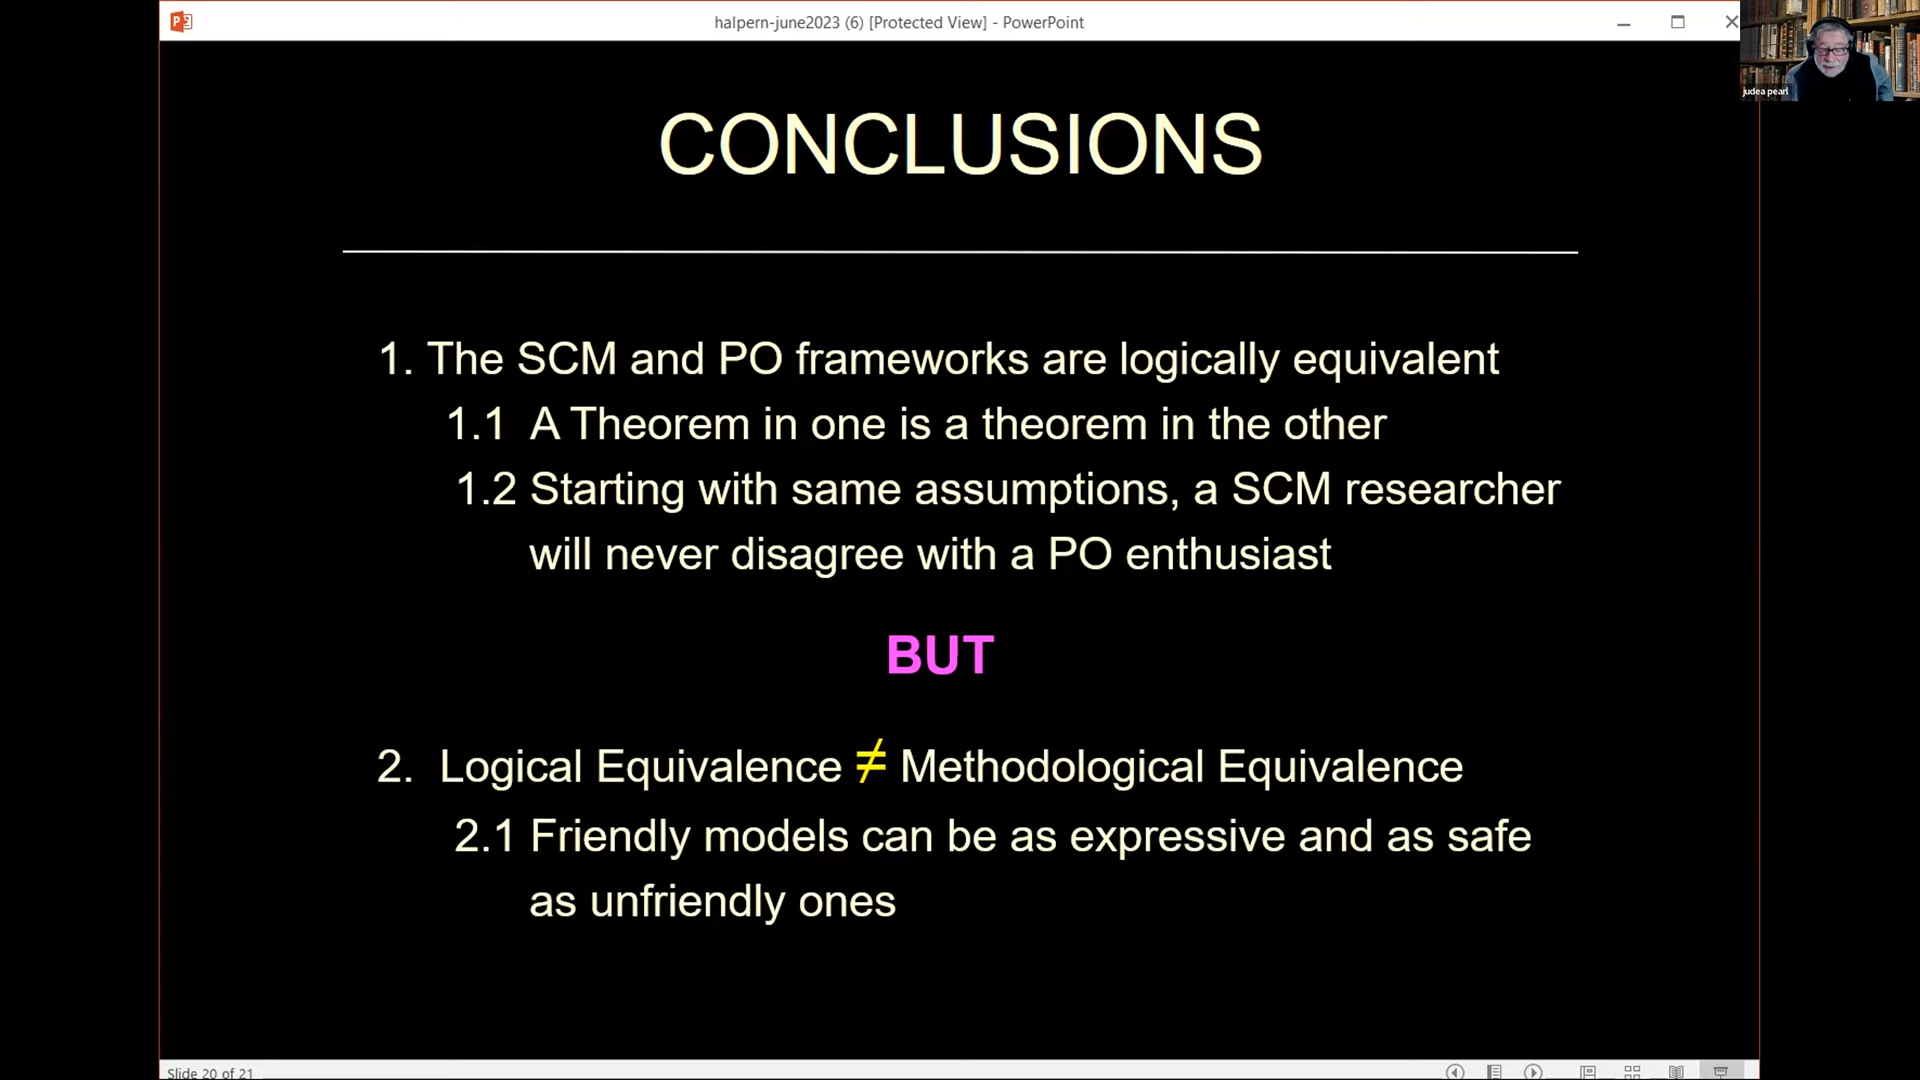 halpern-june2023 (6) [Protected View] - PowerPoint
judea pearl
CONCLUSIONS
1. The SCM and PO frameworks are logically equivalent
1.1 A Theorem in one is a theorem in the other
1.2 Starting with same assumptions, a SCM researcher
will never disagree with a PO enthusiast
BUT
2. Logical Equivalence ≠ Methodological Equivalence
2.1 Friendly models can be as expressive and as safe
as unfriendly ones
Slide 20 of 21